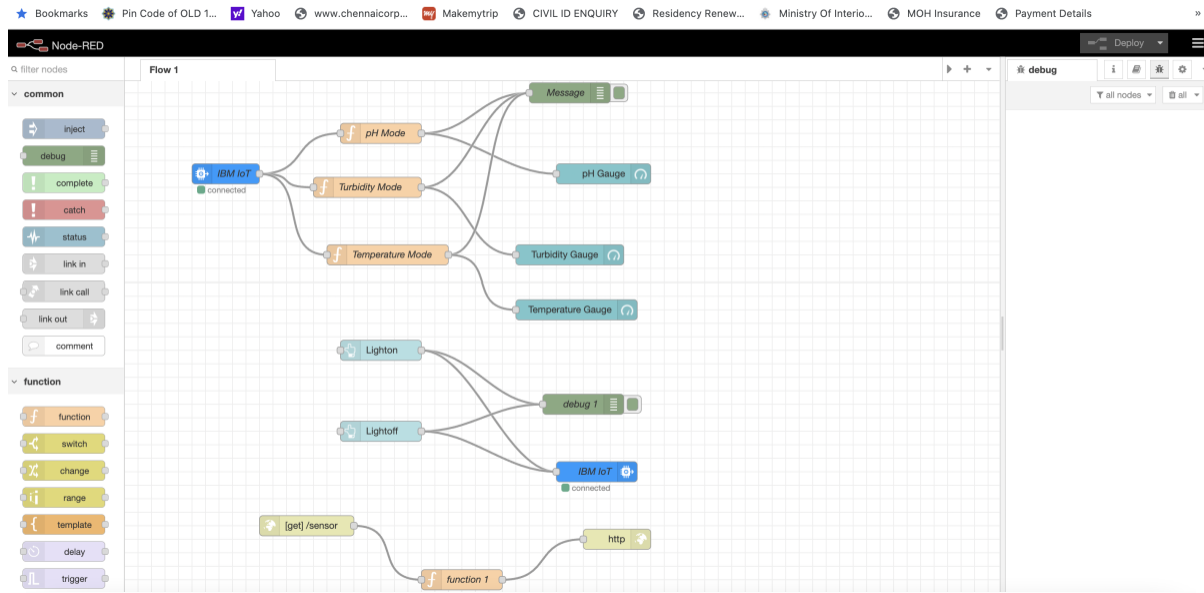 Bookmarks Pin Code of OLD 1... Yahoo www.chennaicorp... Makemytrip CIVIL ID ENQUIRY Residency Renew... Ministry Of Interio... MOH Insurance Payment Details »
Node-RED Deploy
filter nodes Flow 1 debug
common
all nodes all
inject
debug
complete
catch
status
link in
link call
link out
comment
function
function
switch
change
range
template
delay
trigger
Message
pH Mode
IBM IoT pH Gauge
connected
Turbidity Mode
Temperature Mode Turbidity Gauge
Temperature Gauge
Lighton
debug 1
Lightoff
IBM IoT
connected
[get] /sensor
http
function 1